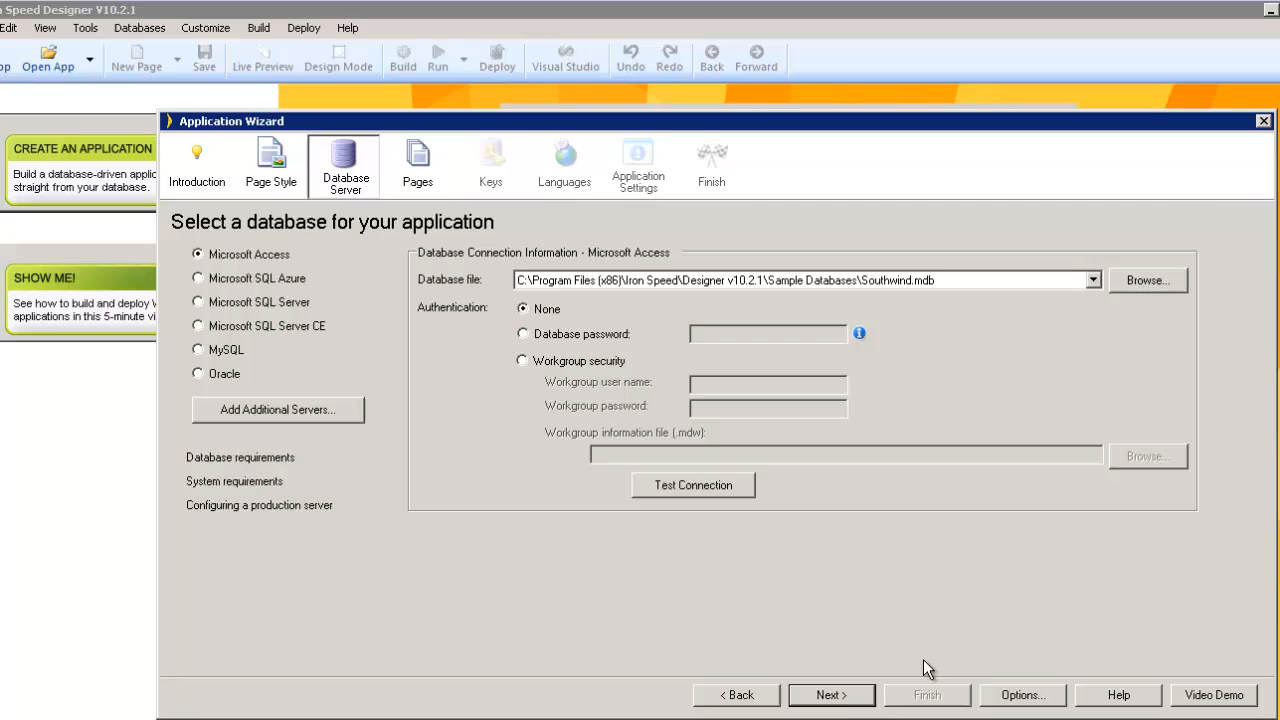 n Speed Designer V10.2.1
Edit View Tools Databases Customize Build Deploy Help
pp Open App New Page Save Live Preview Design Mode Build Run Deploy Visual Studio Undo Redo Back Forward
CREATE AN APPLICATION
Build a database-driven applic
straight from your database.
SHOW ME!
See how to build and deploy W
applications in this 5-minute vi
Application Wizard
Introduction Page Style Database Server Pages Keys Languages Application Settings Finish
Select a database for your application
Microsoft Access
Microsoft SQL Azure
Microsoft SQL Server
Microsoft SQL Server CE
MySQL
Oracle
Add Additional Servers...
Database requirements
System requirements
Configuring a production server
Database Connection Information - Microsoft Access
Database file: C:\Program Files (x86)\Iron Speed\Designer v10.2.1\Sample Databases\Southwind.mdb Browse...
Authentication: None
Database password:
Workgroup security
Workgroup user name:
Workgroup password:
Workgroup information file (.mdw):
Browse...
Test Connection
< Back Next > Finish Options... Help Video Demo